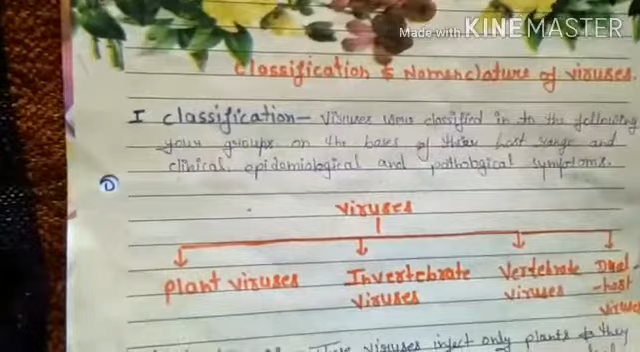 Made with KINEMASTER
Classification & Nomenclature of viruses.
I classification- Viruses were classified in to the following
four groups on the bases of their host range and
clinical, epidemiological and pathological symptoms.
①
viruses
plant viruses Invertebrate Vertebrate Dual
viruses viruses -host
viruses
viruses infect only plants they